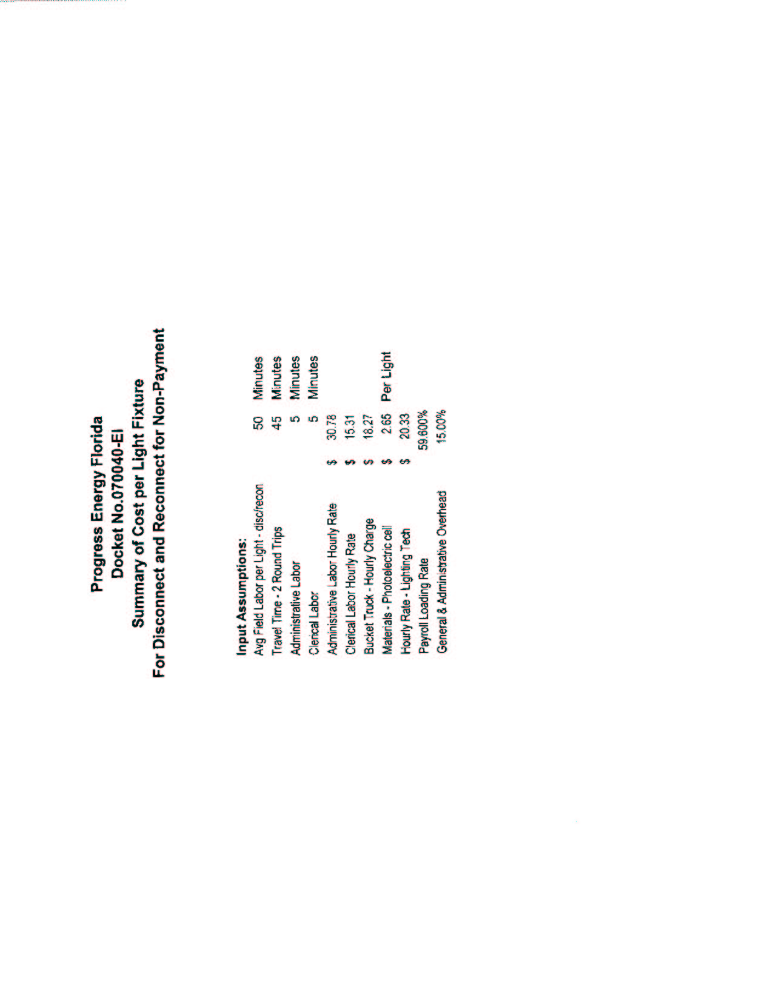 Progress Energy Florida
Docket No.070040-EI
Summary of Cost per Light Fixture
For Disconnect and Reconnect for Non-Payment
Input Assumptions:
Avg Field Labor per Light - disc/recon 50 Minutes
Travel Time - 2 Round Trips 45 Minutes
Administrative Labor 5 Minutes
Clerical Labor 5 Minutes
Administrative Labor Hourly Rate $ 30.78
Clerical Labor Hourly Rate $ 15.31
Bucket Truck - Hourly Charge $ 18.27
Materials - Photoelectric cell $ 2.65 Per Light
Hourly Rate - Lighting Tech $ 20.33
Payroll Loading Rate 59.600%
General & Administrative Overhead 15.00%